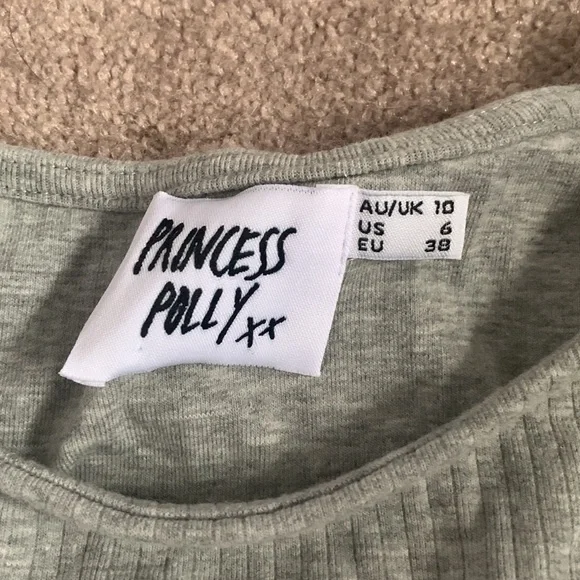 PRINCESS
POLLY xx
AU/UK 10
US 6
EU 38